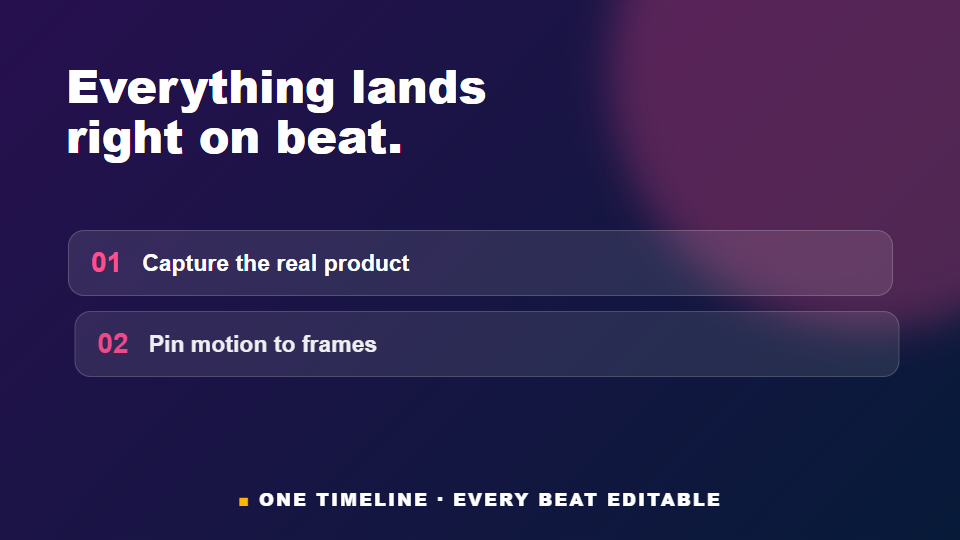 Everything lands
right on beat.
01 Capture the real product
02 Pin motion to frames
ONE TIMELINE · EVERY BEAT EDITABLE